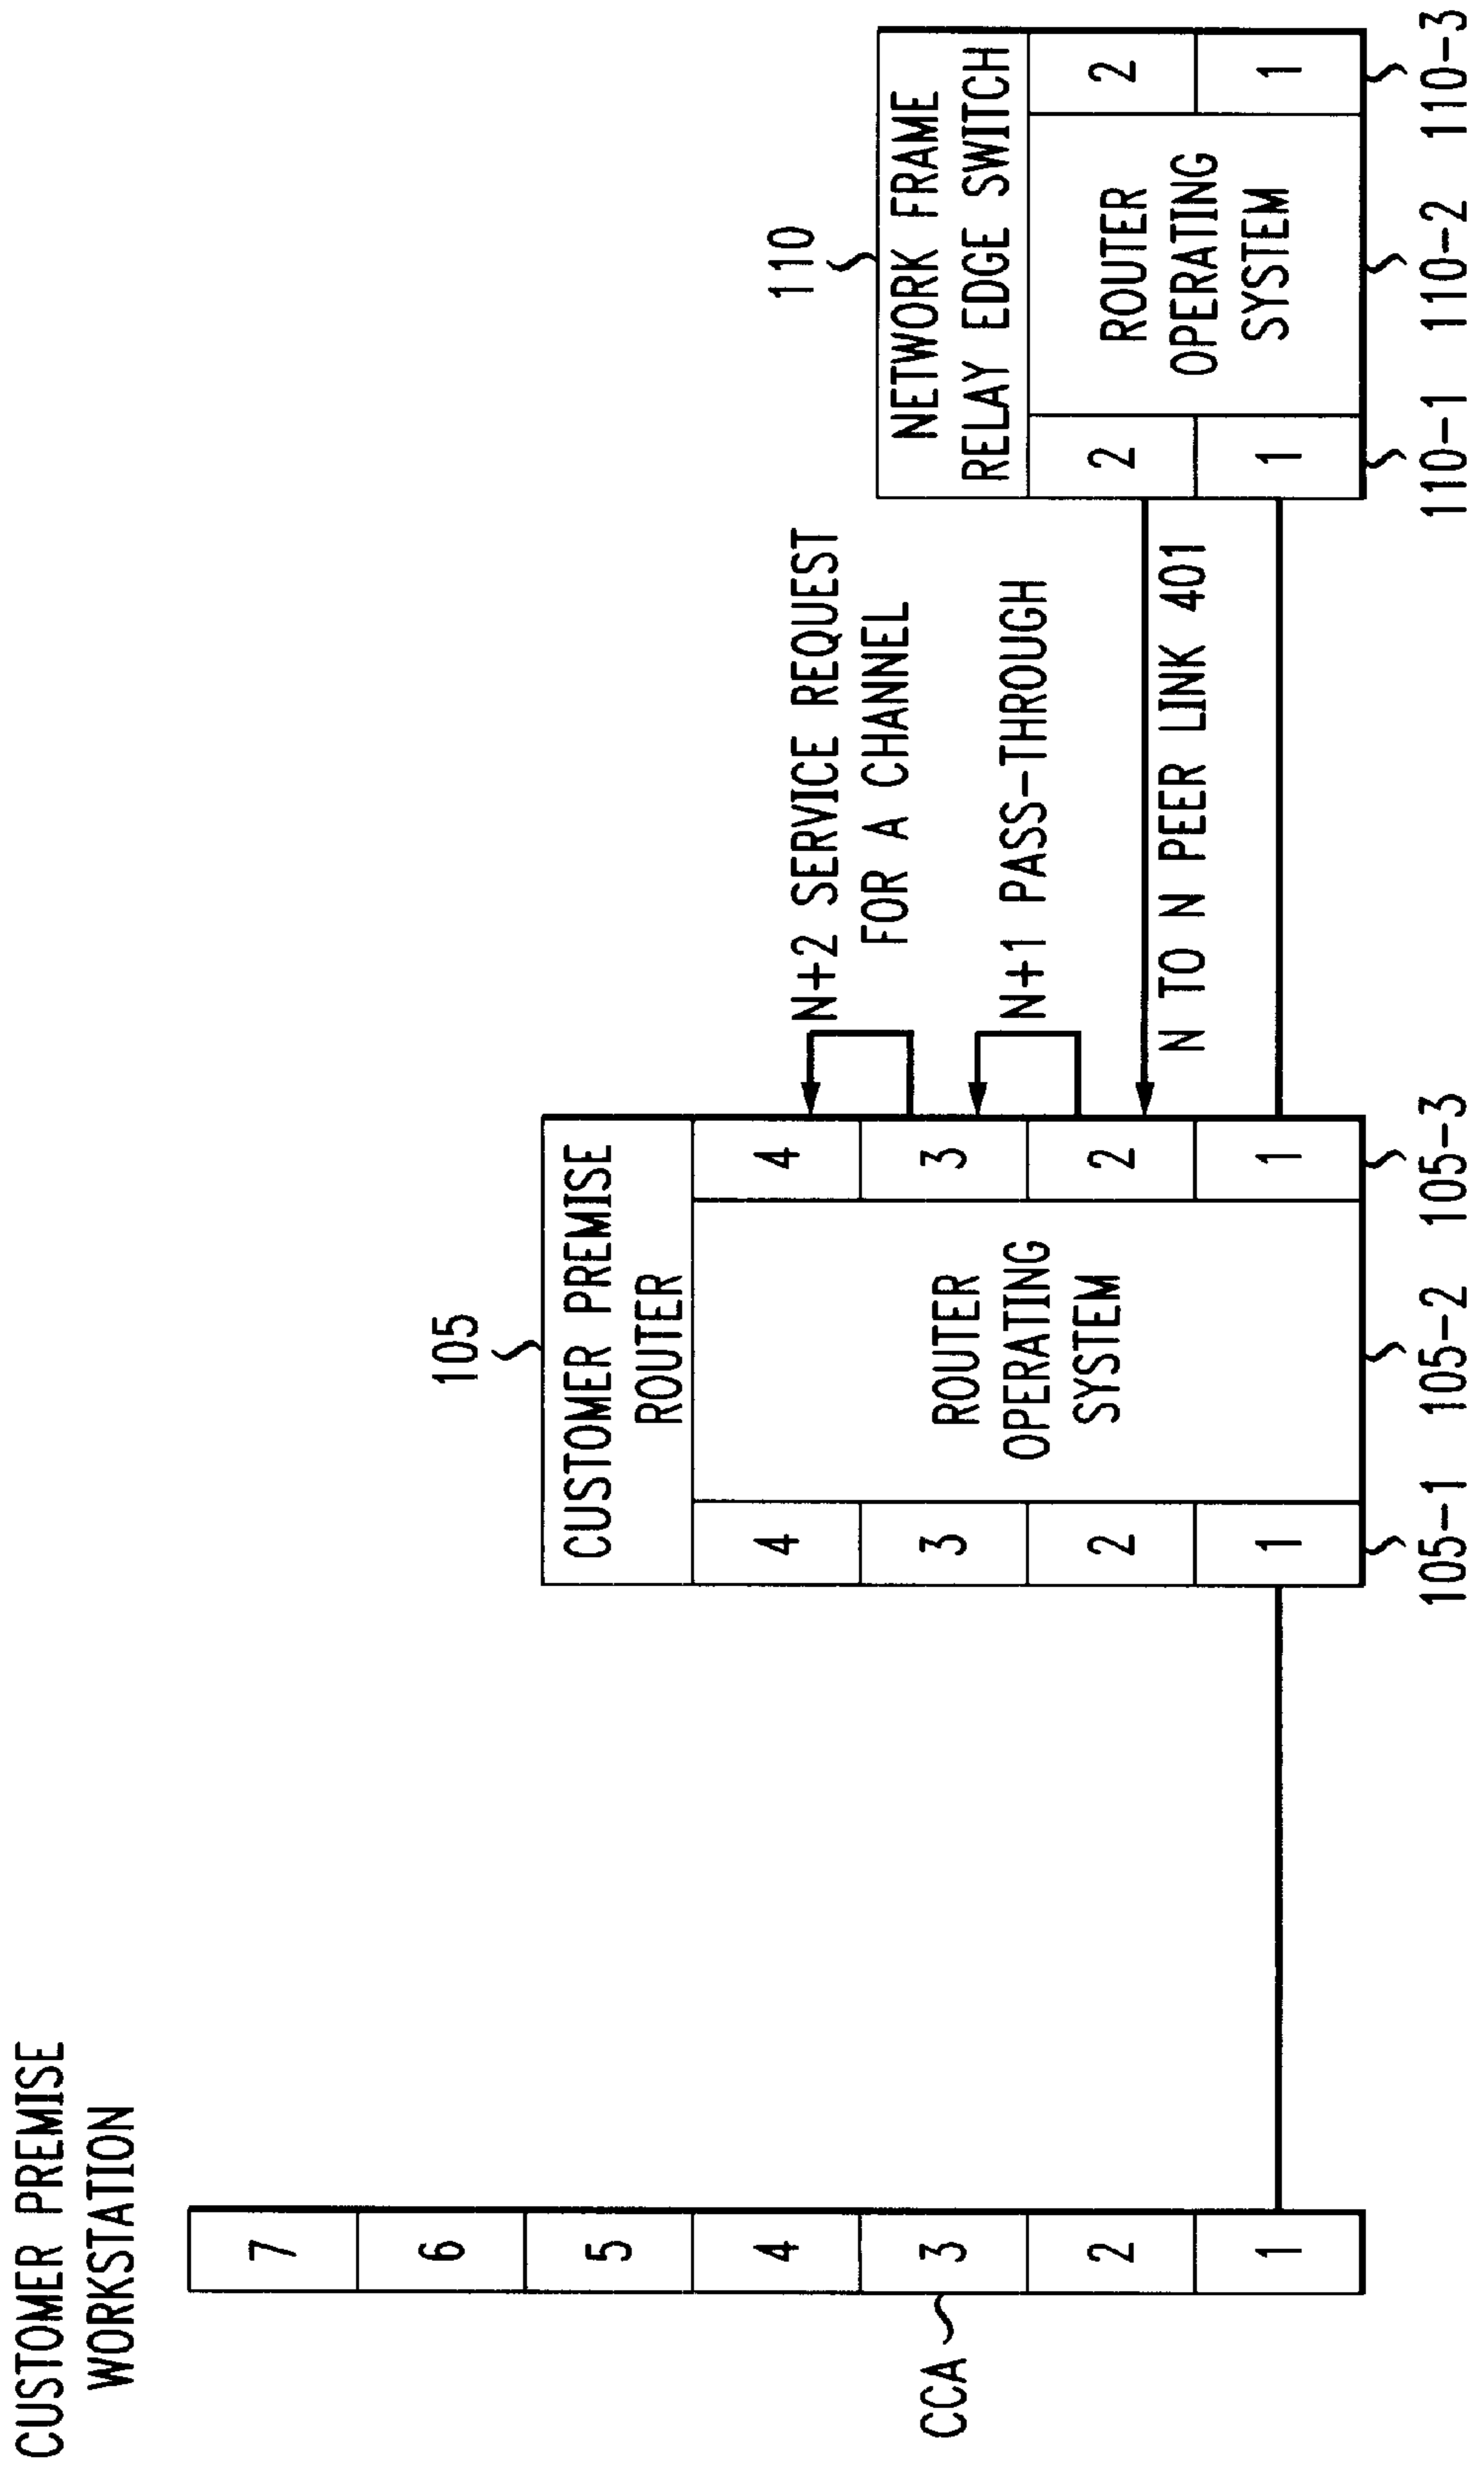 CUSTOMER PREMISE
WORKSTATION
7
6
5
4
3
2
1
CCA
105
CUSTOMER PREMISE
ROUTER
4
3
2
1
ROUTER
OPERATING
SYSTEM
4
3
2
1
105-1
105-2
105-3
N+2 SERVICE REQUEST
FOR A CHANNEL
N+1 PASS-THROUGH
N TO N PEER LINK 401
110
NETWORK FRAME
RELAY EDGE SWITCH
2
1
ROUTER
OPERATING
SYSTEM
2
1
110-1
110-2
110-3